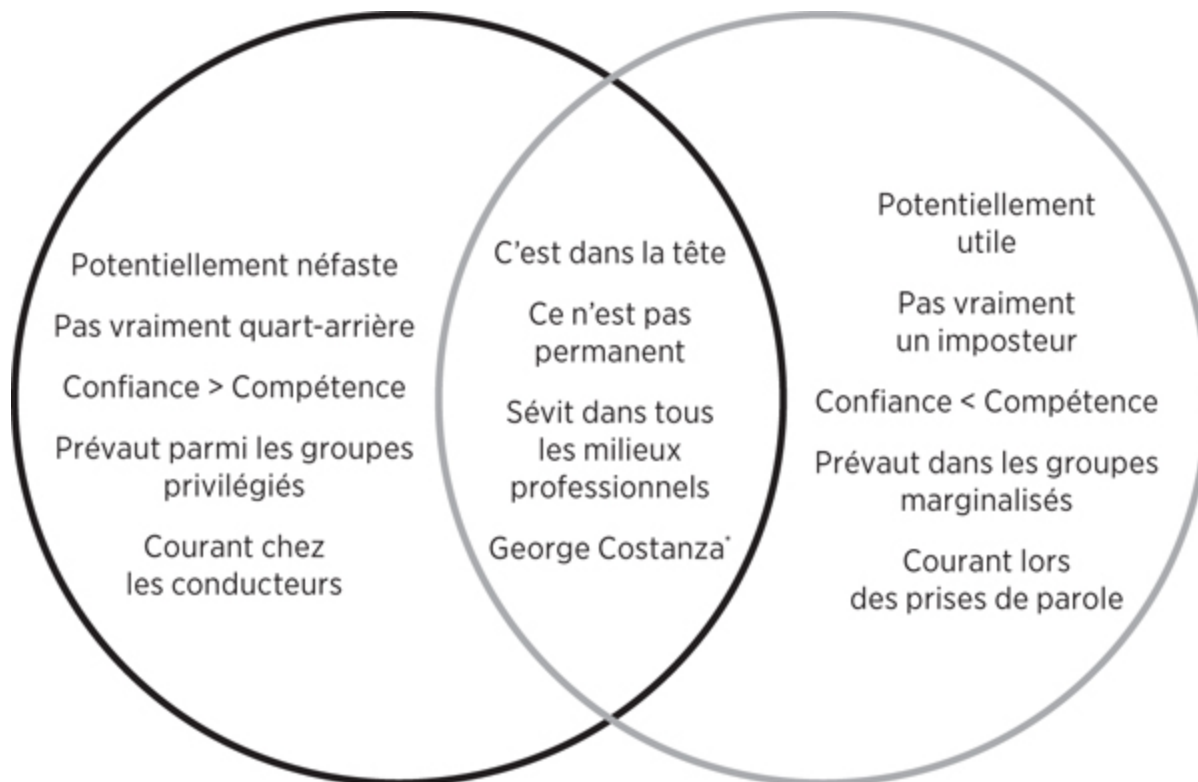 Potentiellement néfaste
Pas vraiment quart-arrière
Confiance > Compétence
Prévaut parmi les groupes
privilégiés
Courant chez
les conducteurs
C’est dans la tête
Ce n’est pas
permanent
Sévit dans tous
les milieux
professionnels
George Costanza*
Potentiellement
utile
Pas vraiment
un imposteur
Confiance < Compétence
Prévaut dans les groupes
marginalisés
Courant lors
des prises de parole